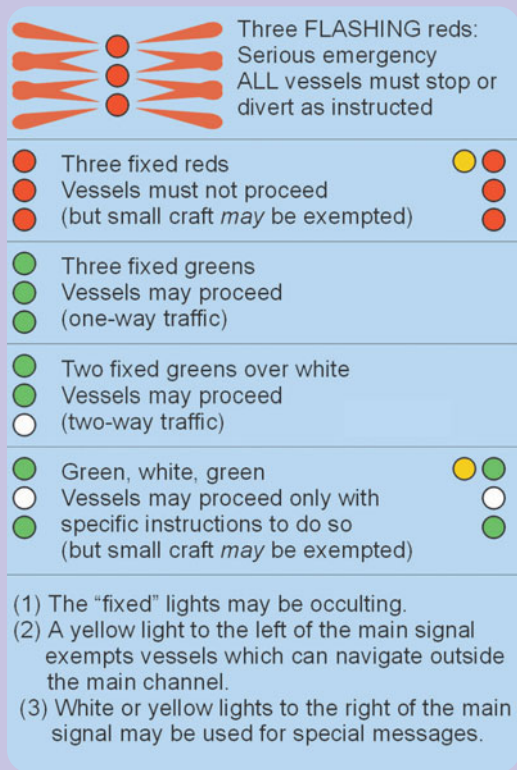 Three FLASHING reds:
Serious emergency
ALL vessels must stop or
divert as instructed
Three fixed reds
Vessels must not proceed
(but small craft may be exempted)
Three fixed greens
Vessels may proceed
(one-way traffic)
Two fixed greens over white
Vessels may proceed
(two-way traffic)
Green, white, green
Vessels may proceed only with
specific instructions to do so
(but small craft may be exempted)
(1) The “fixed” lights may be occulting.
(2) A yellow light to the left of the main signal
exempts vessels which can navigate outside
the main channel.
(3) White or yellow lights to the right of the main
signal may be used for special messages.